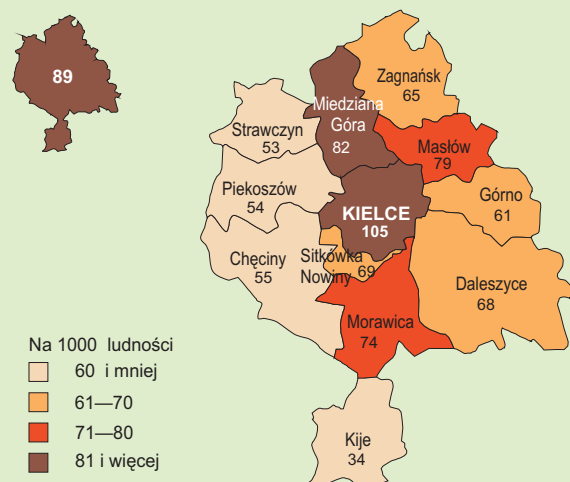 89
Zagnańsk
65
Miedziana
Góra
82
Strawczyn
53
Masłów
79
Piekoszów
54
Górno
61
KIELCE
105
Chęciny
55
Sitkówka
Nowiny
69
Daleszyce
68
Morawica
74
Kije
34
Na 1000 ludności
60 i mniej
61—70
71—80
81 i więcej